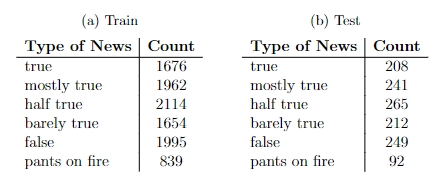 (a) Train (b) Test
Type of News Count Type of News Count
true 1676 true 208
mostly true 1962 mostly true 241
half true 2114 half true 265
barely true 1654 barely true 212
false 1995 false 249
pants on fire 839 pants on fire 92